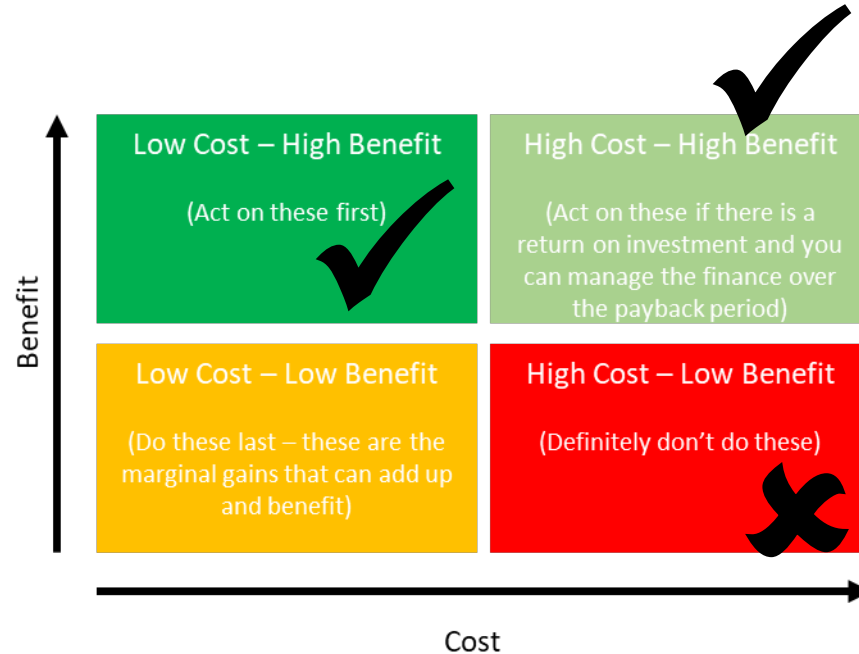 Low Cost – High Benefit
(Act on these first)
High Cost – High Benefit
(Act on these if there is a
return on investment and you
can manage the finance over
the payback period)
Benefit
Low Cost – Low Benefit
(Do these last – these are the
marginal gains that can add up
and benefit)
High Cost – Low Benefit
(Definitely don’t do these)
Cost